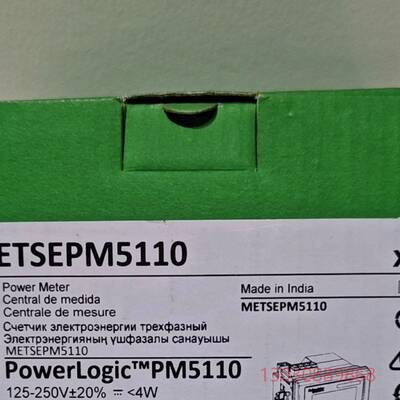 ETSEPM5110
Power Meter
Made in India
Central de medida
METSEPM5110
Centrale de mesure
Счетчик электроэнергии трехфазный
Электрэнергияның үшфазалы санауышы
METSEPM5110
PowerLogic™PM5110
125-250V±20% ⎓ <4W